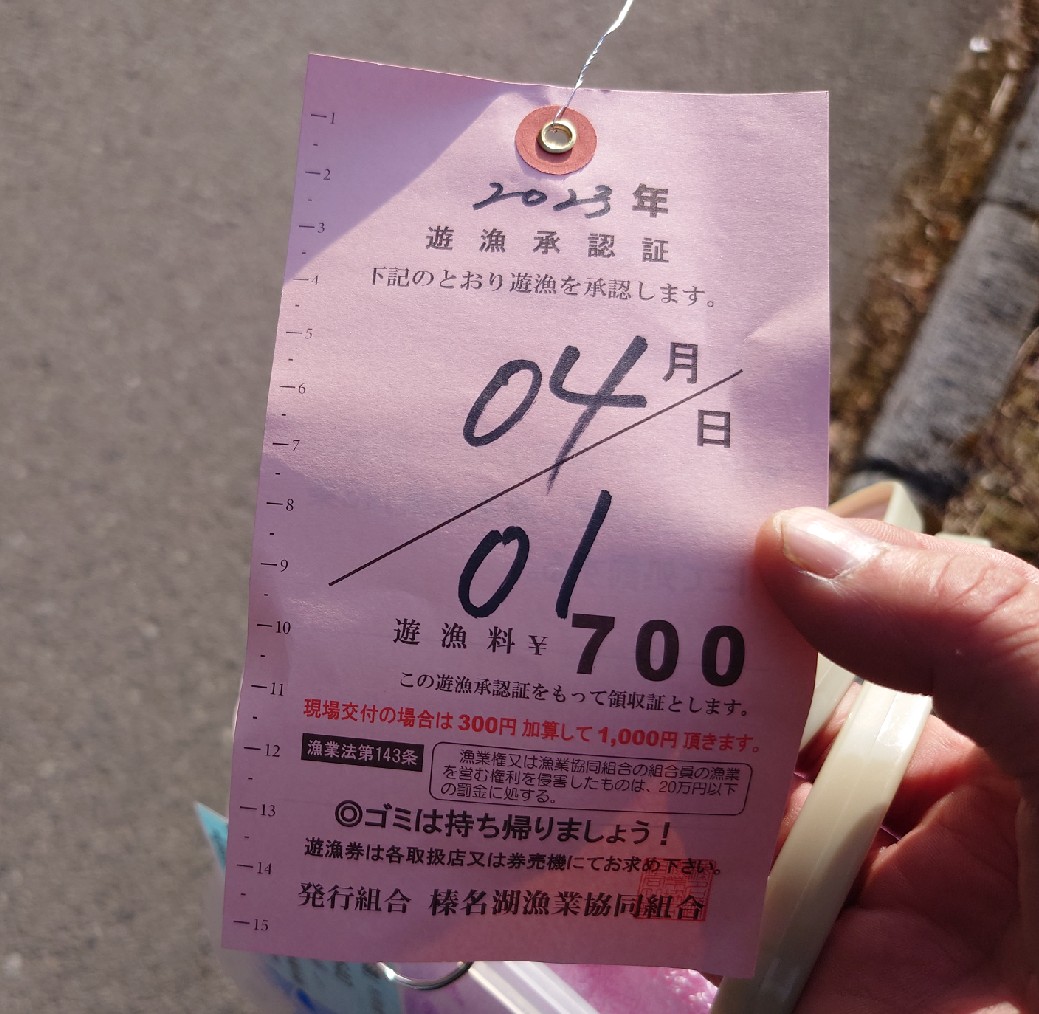 2023年
遊漁承認証
下記のとおり遊漁を承認します。
04月
01日
遊漁料¥700
この遊漁承認証をもって領収証とします。
現場交付の場合は300円加算して1,000円頂きます。
漁業法第143条
漁業権又は漁業協同組合の組合員の漁業
を営む権利を侵害したものは、20万円以下
の罰金に処する。
◎ゴミは持ち帰りましょう!
遊漁券は各取扱店又は券売機にてお求め下さい。
発行組合 榛名湖漁業協同組合
1
2
3
4
5
6
7
8
9
10
11
12
13
14
15